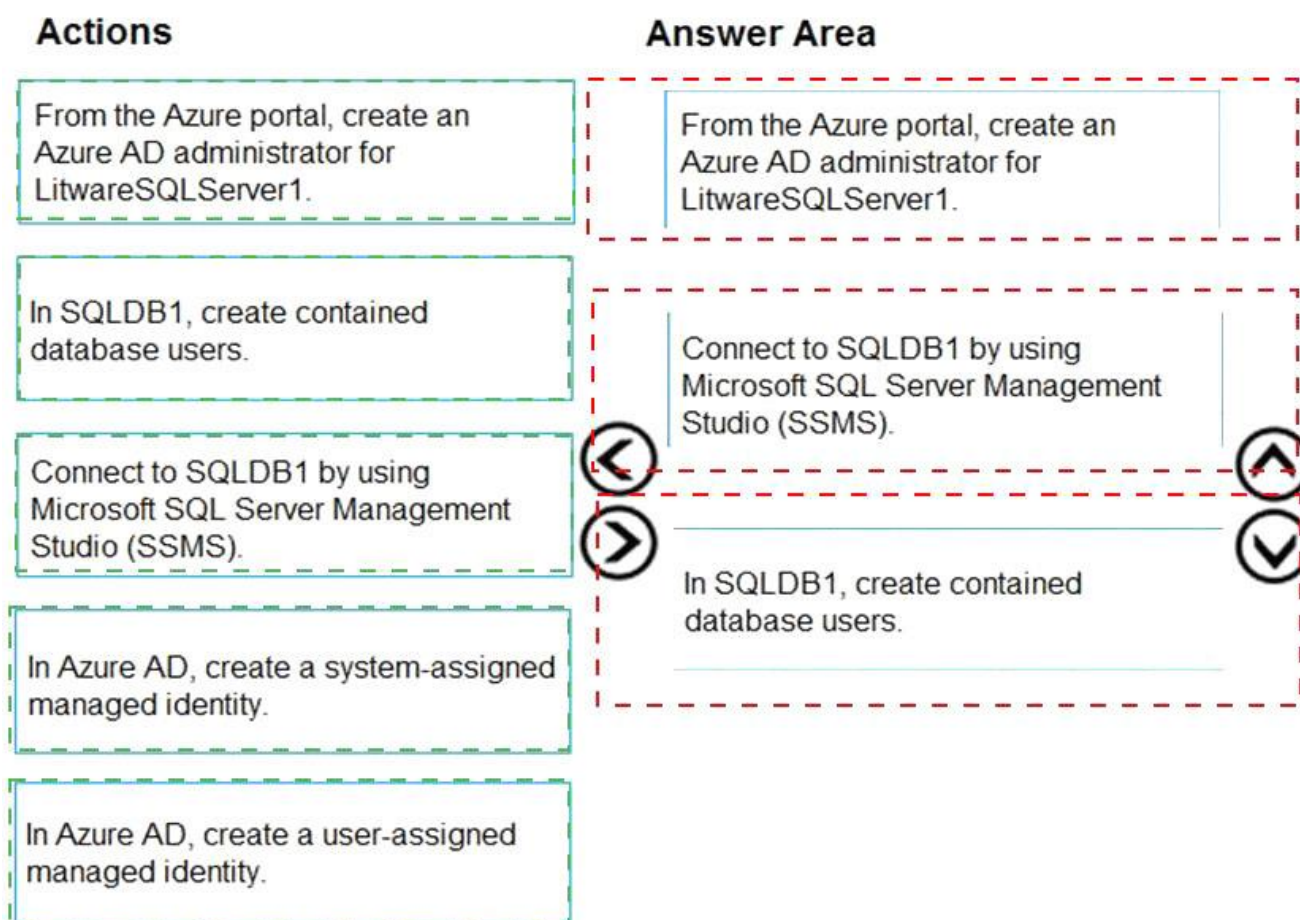 Actions
From the Azure portal, create an
Azure AD administrator for
LitwareSQLServer1.
In SQLDB1, create contained
database users.
Connect to SQLDB1 by using
Microsoft SQL Server Management
Studio (SSMS).
In Azure AD, create a system-assigned
managed identity.
In Azure AD, create a user-assigned
managed identity.
Answer Area
From the Azure portal, create an
Azure AD administrator for
LitwareSQLServer1.
Connect to SQLDB1 by using
Microsoft SQL Server Management
Studio (SSMS).
In SQLDB1, create contained
database users.